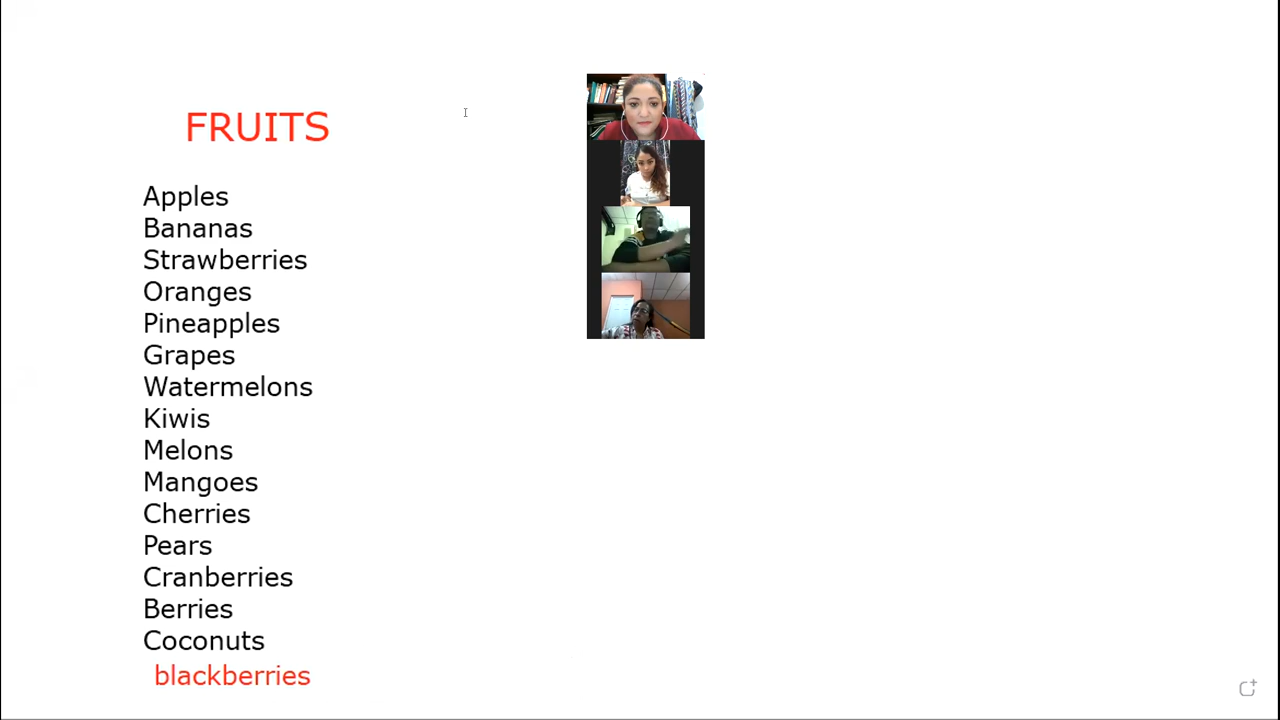 FRUITS
Apples
Bananas
Strawberries
Oranges
Pineapples
Grapes
Watermelons
Kiwis
Melons
Mangoes
Cherries
Pears
Cranberries
Berries
Coconuts
blackberries